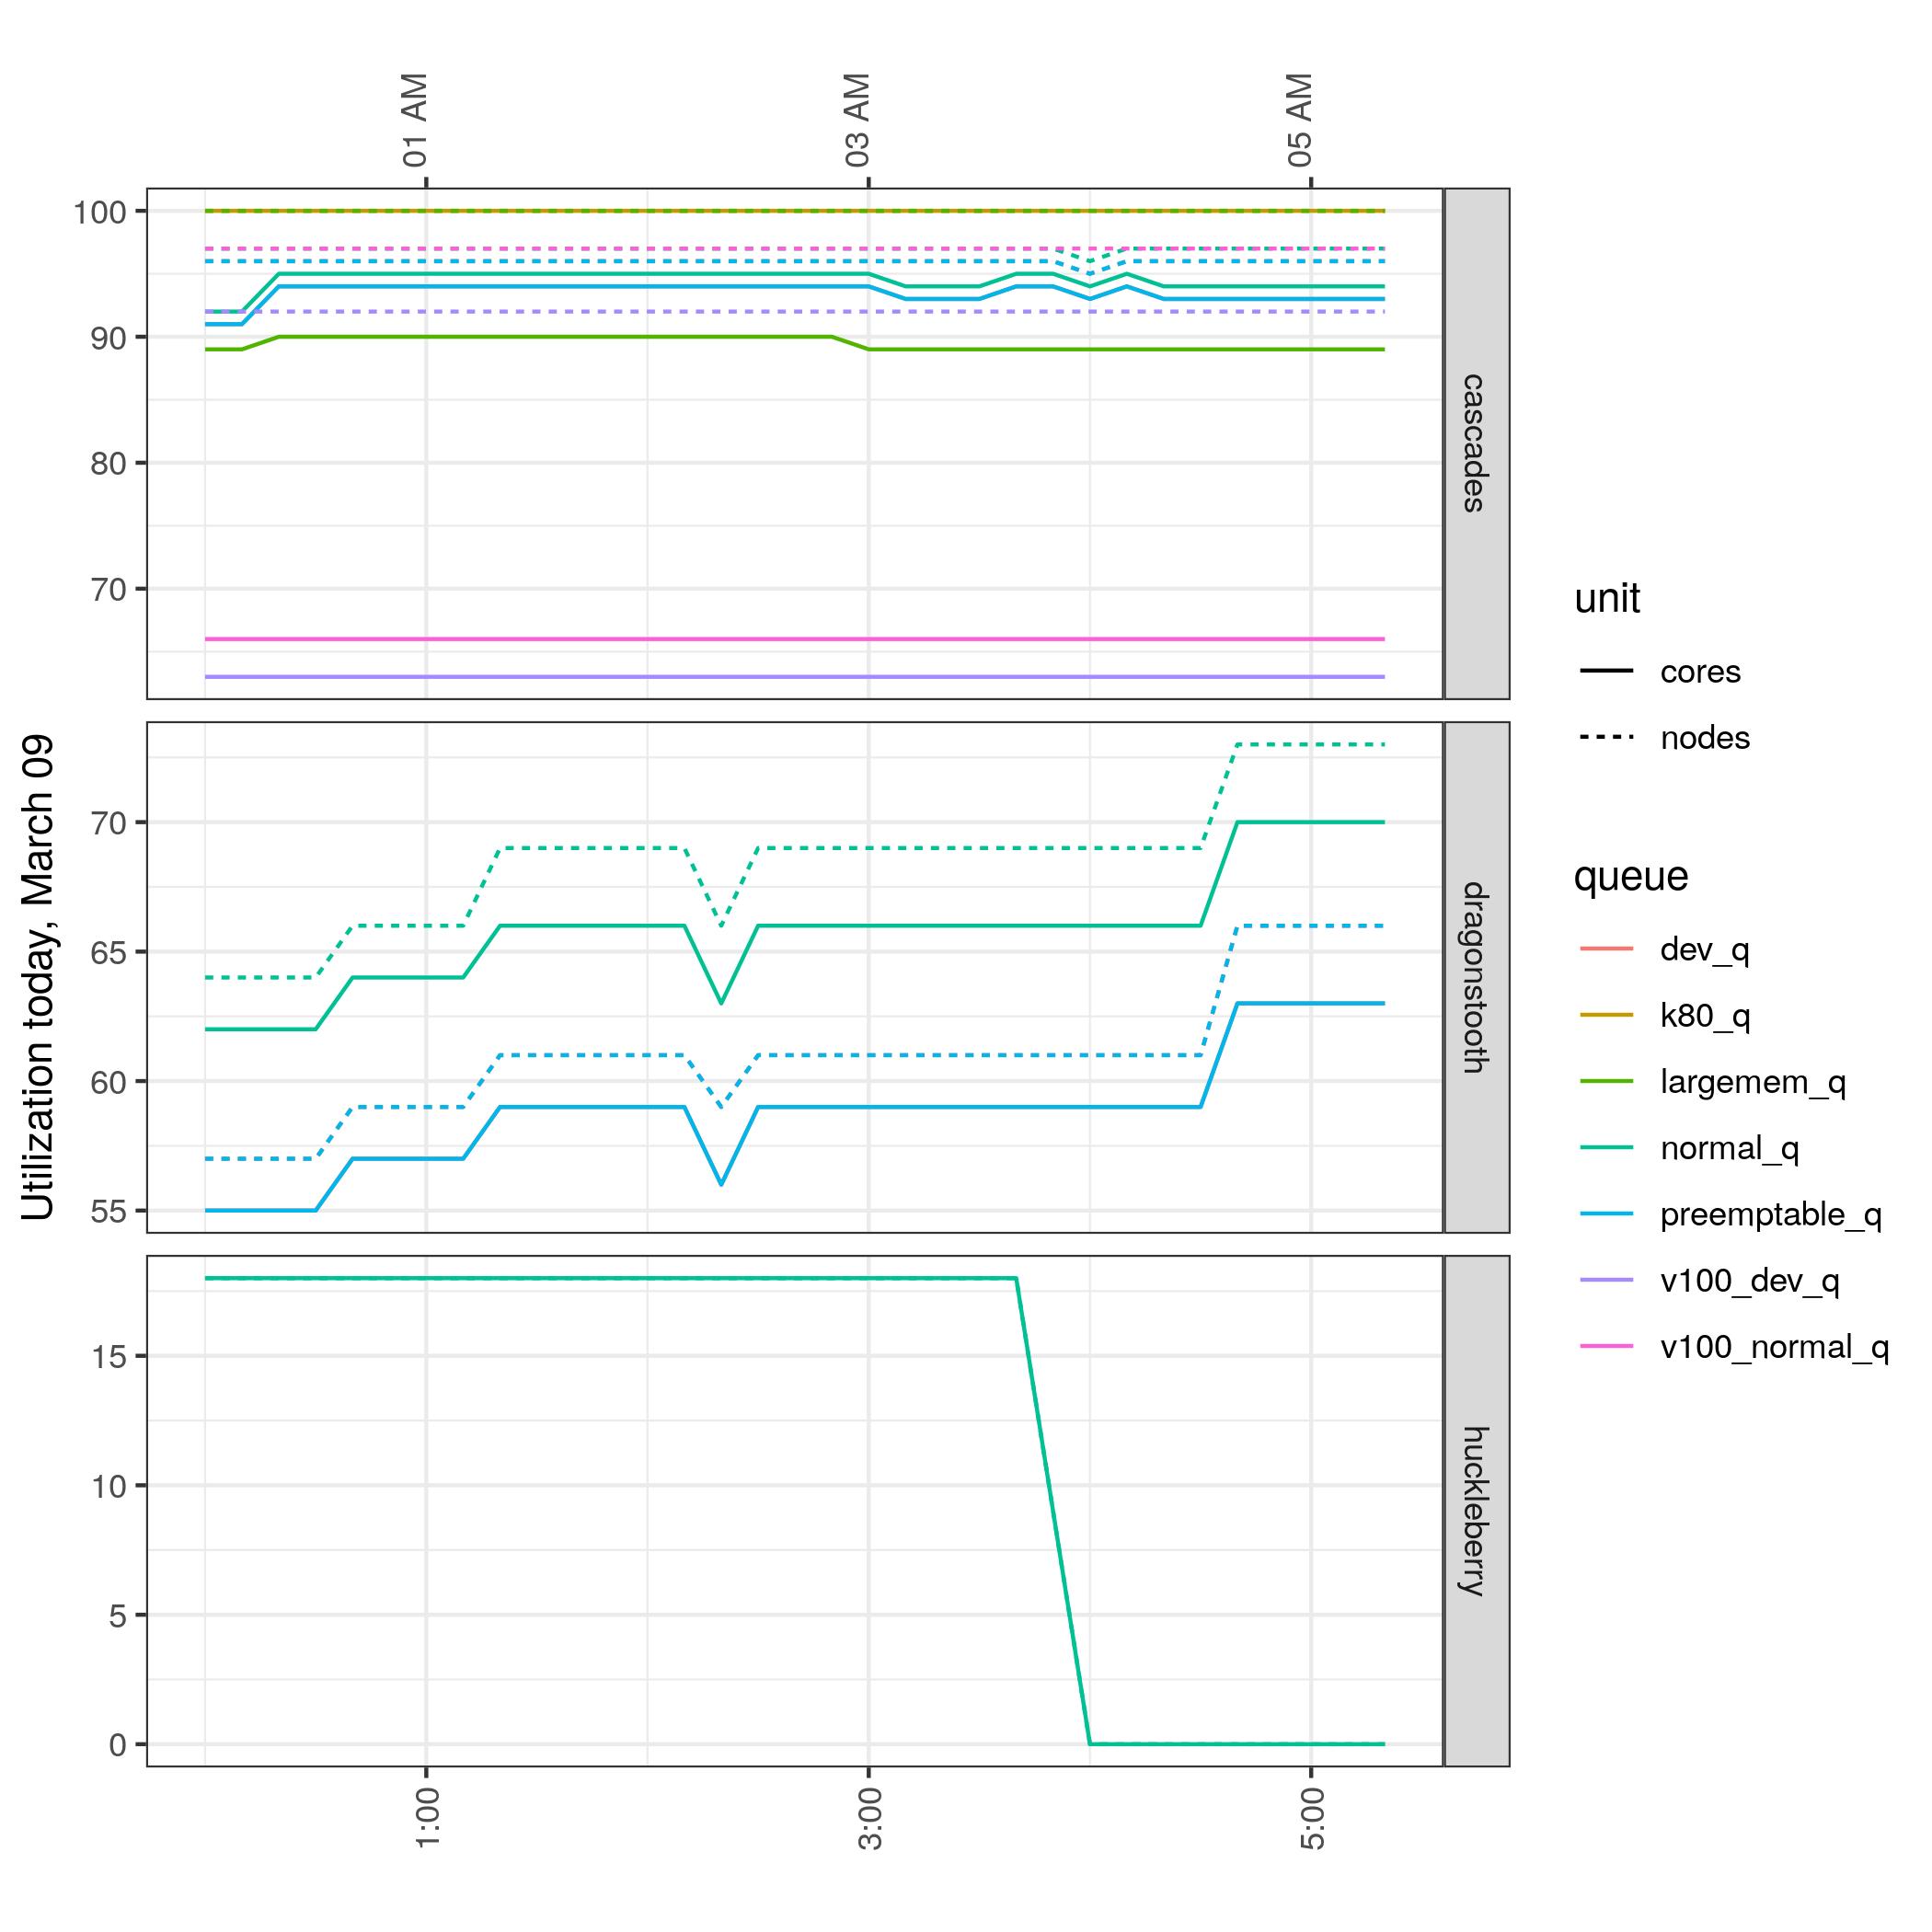 01 AM
03 AM
05 AM
Utilization today, March 09
100
90
80
70
cascades
70
65
60
55
dragonstooth
15
10
5
0
huckleberry
1:00
3:00
5:00
unit
cores
nodes
queue
dev_q
k80_q
largemem_q
normal_q
preemptable_q
v100_dev_q
v100_normal_q